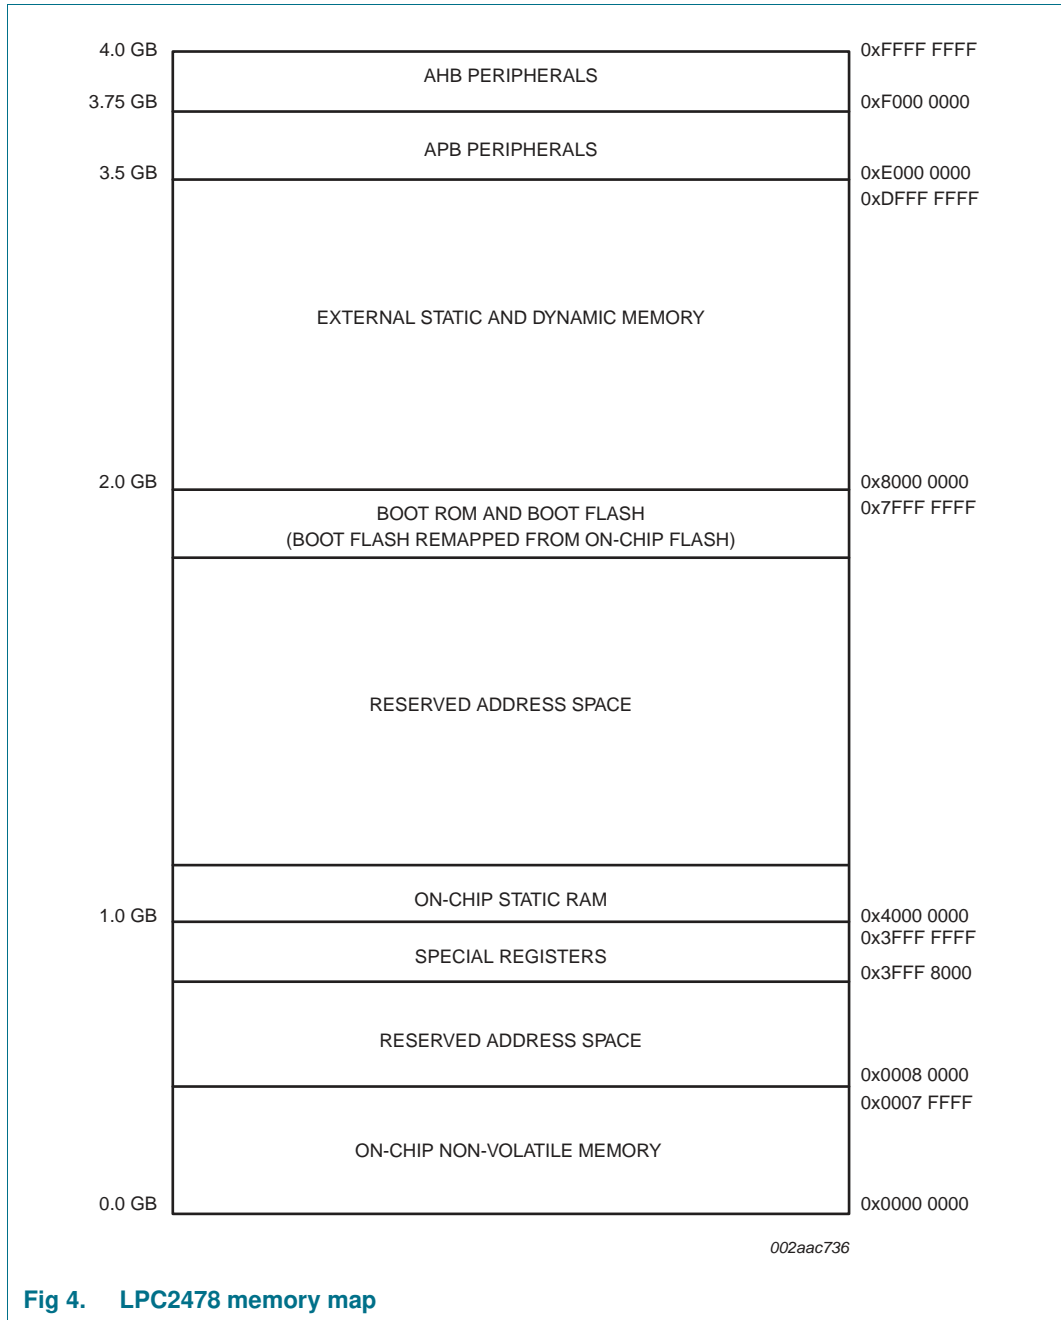 4.0 GB
0xFFFF FFFF
AHB PERIPHERALS
3.75 GB
0xF000 0000
APB PERIPHERALS
3.5 GB
0xE000 0000
0xDFFF FFFF
EXTERNAL STATIC AND DYNAMIC MEMORY
2.0 GB
0x8000 0000
0x7FFF FFFF
BOOT ROM AND BOOT FLASH
(BOOT FLASH REMAPPED FROM ON-CHIP FLASH)
RESERVED ADDRESS SPACE
ON-CHIP STATIC RAM
1.0 GB
0x4000 0000
0x3FFF FFFF
SPECIAL REGISTERS
0x3FFF 8000
RESERVED ADDRESS SPACE
0x0008 0000
0x0007 FFFF
ON-CHIP NON-VOLATILE MEMORY
0.0 GB
0x0000 0000
002aac736
Fig 4. LPC2478 memory map